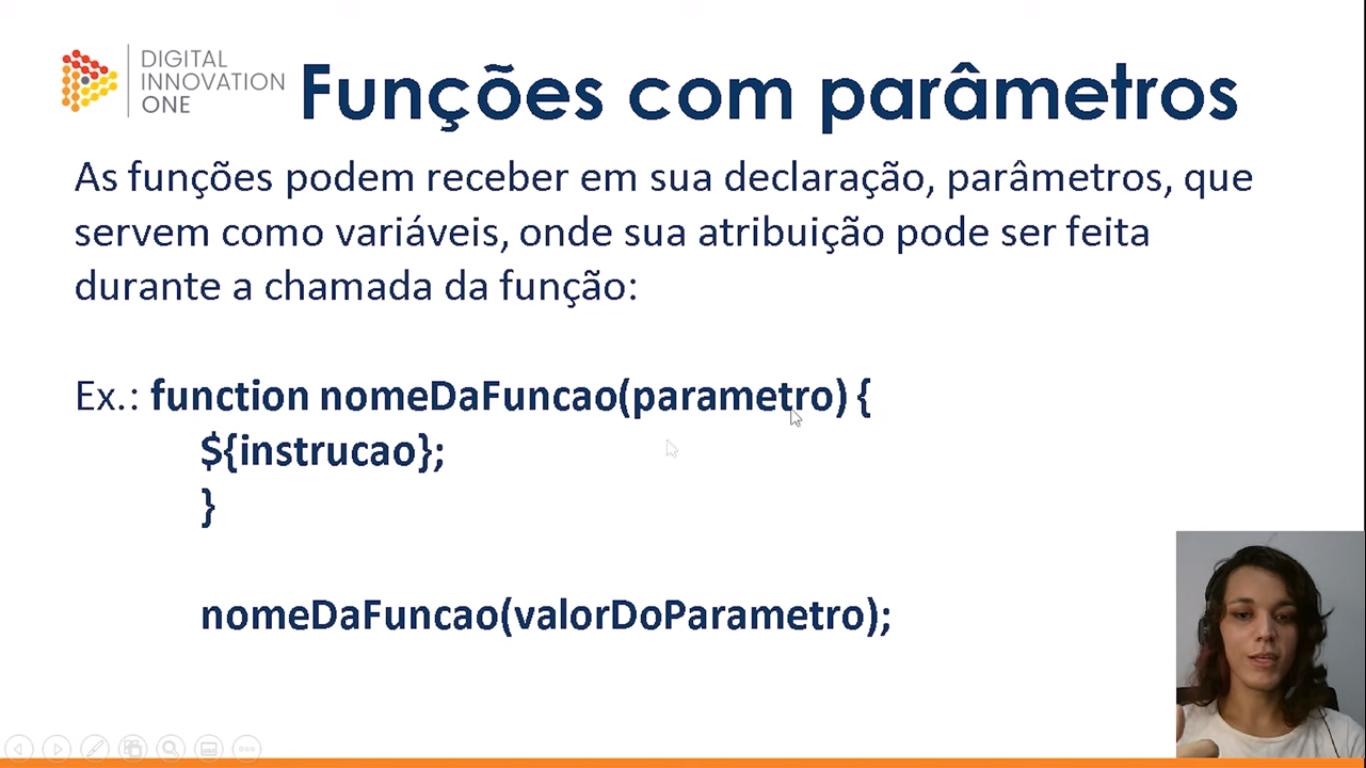 DIGITAL
INNOVATION
ONE
Funções com parâmetros
As funções podem receber em sua declaração, parâmetros, que
servem como variáveis, onde sua atribuição pode ser feita
durante a chamada da função:
Ex.: function nomeDaFuncao(parametro) {
${instrucao};
}
nomeDaFuncao(valorDoParametro);